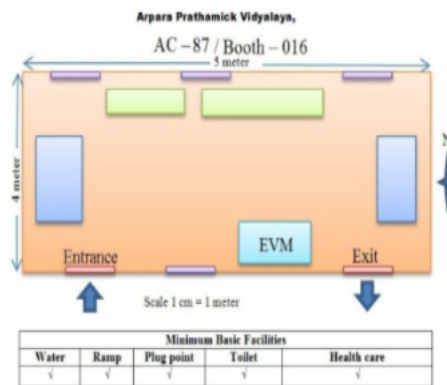 Arpara Prathamick Vidyalaya,
AC – 87 / Booth – 016
5 meter
4 meter
N
EVM
Entrance
Exit
Scale 1 cm = 1 meter
Minimum Basic Facilities
Water Ramp Plug point Toilet Health care
√ √ √ √ √